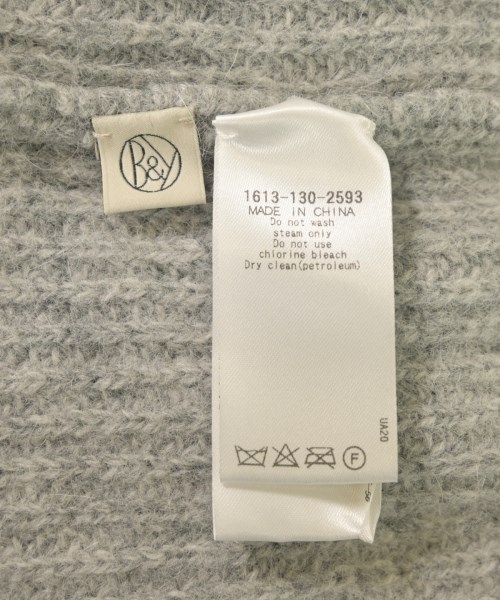 B&Y
1613-130-2593
MADE IN CHINA
Do not wash
steam only
Do not use
chlorine bleach
Dry clean(petroleum)
UA20
F